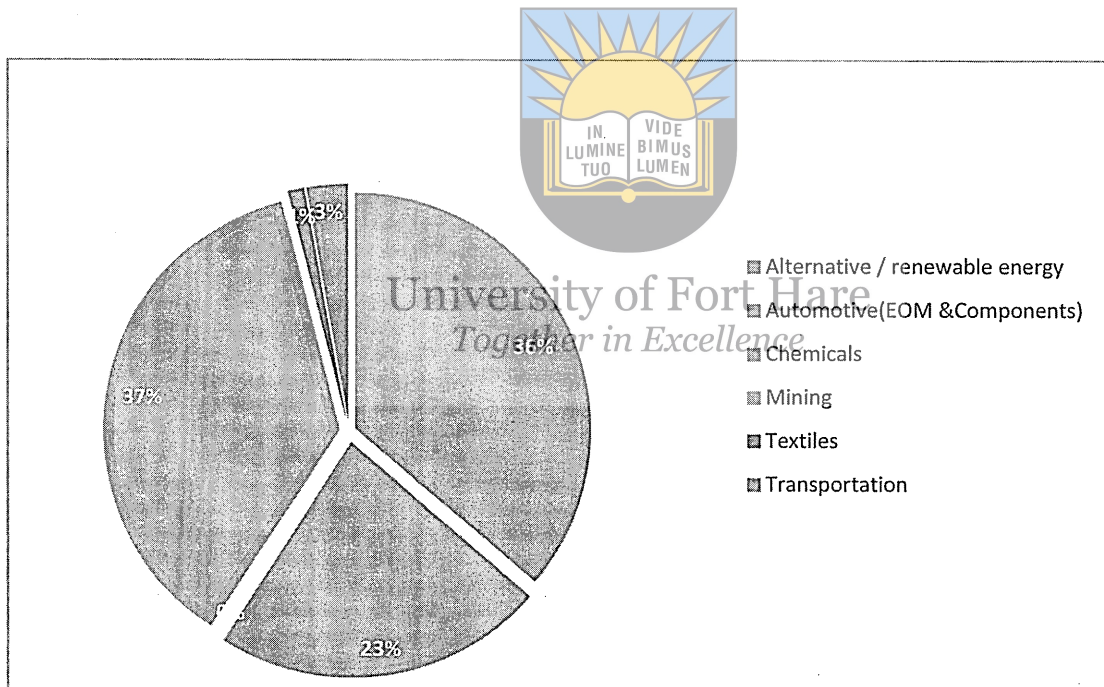 IN LUMINE TUO
VIDE BIMUS LUMEN
University of Fort Hare
Together in Excellence
3%
36%
37%
23%
Alternative / renewable energy
Automotive(EOM &Components)
Chemicals
Mining
Textiles
Transportation